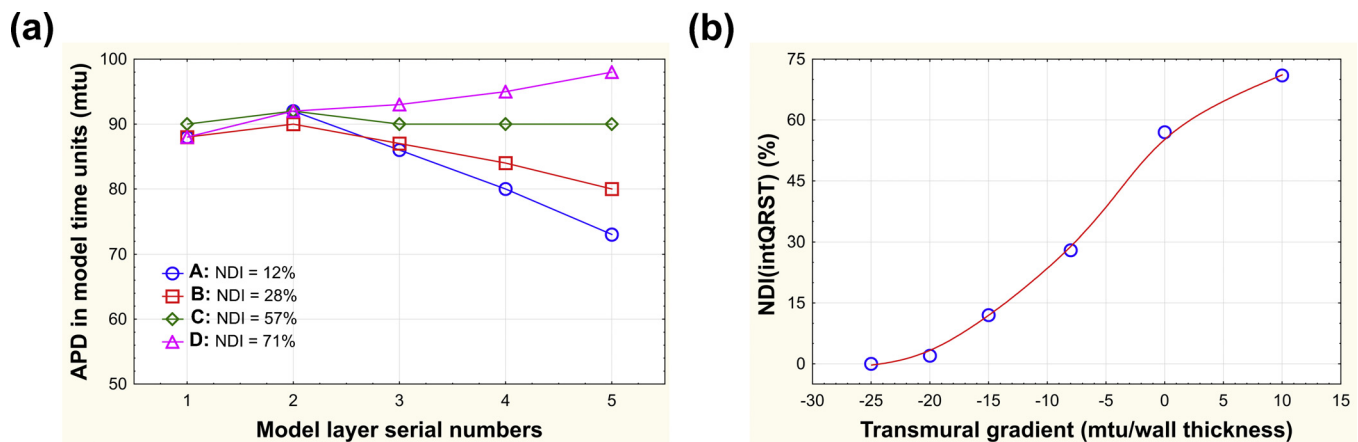 (a)
100
90
80
70
60
50
APD in model time units (mtu)
A: NDI = 12%
B: NDI = 28%
C: NDI = 57%
D: NDI = 71%
1 2 3 4 5
Model layer serial numbers
(b)
75
60
45
30
15
0
NDI(intQRST) (%)
-30 -25 -20 -15 -10 -5 0 5 10 15
Transmural gradient (mtu/wall thickness)